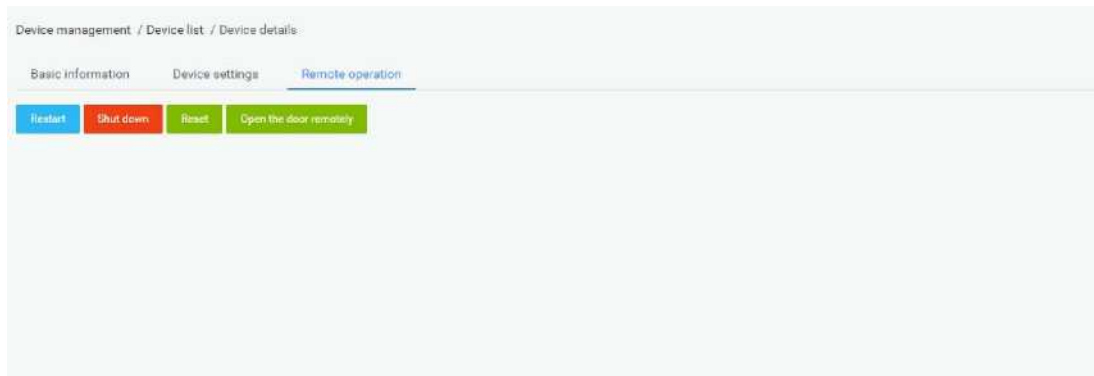 Device management / Device list / Device details
Basic information Device settings Remote operation
Restart Shut down Reset Open the door remotely